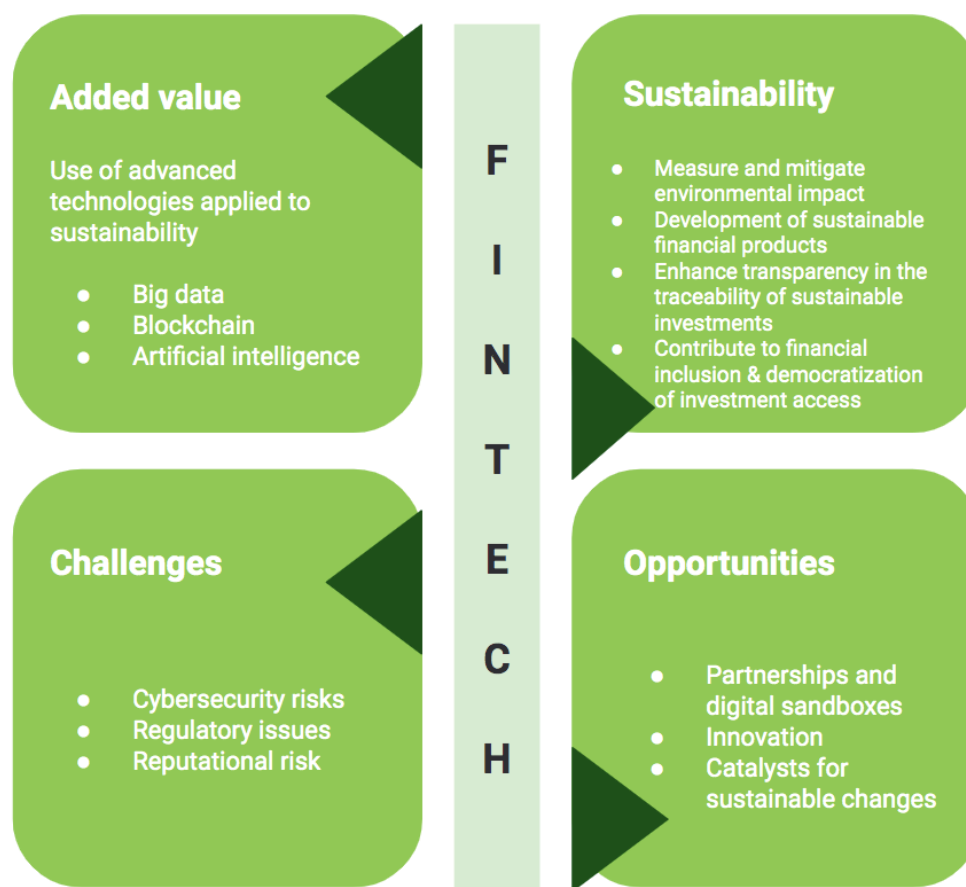 Added value
Use of advanced
technologies applied to
sustainability
● Big data
● Blockchain
● Artificial intelligence
F
I
N
T
E
C
H
Sustainability
● Measure and mitigate
environmental impact
● Development of sustainable
financial products
● Enhance transparency in the
traceability of sustainable
investments
● Contribute to financial
inclusion & democratization
of investment access
Challenges
● Cybersecurity risks
● Regulatory issues
● Reputational risk
Opportunities
● Partnerships and
digital sandboxes
● Innovation
● Catalysts for
sustainable changes